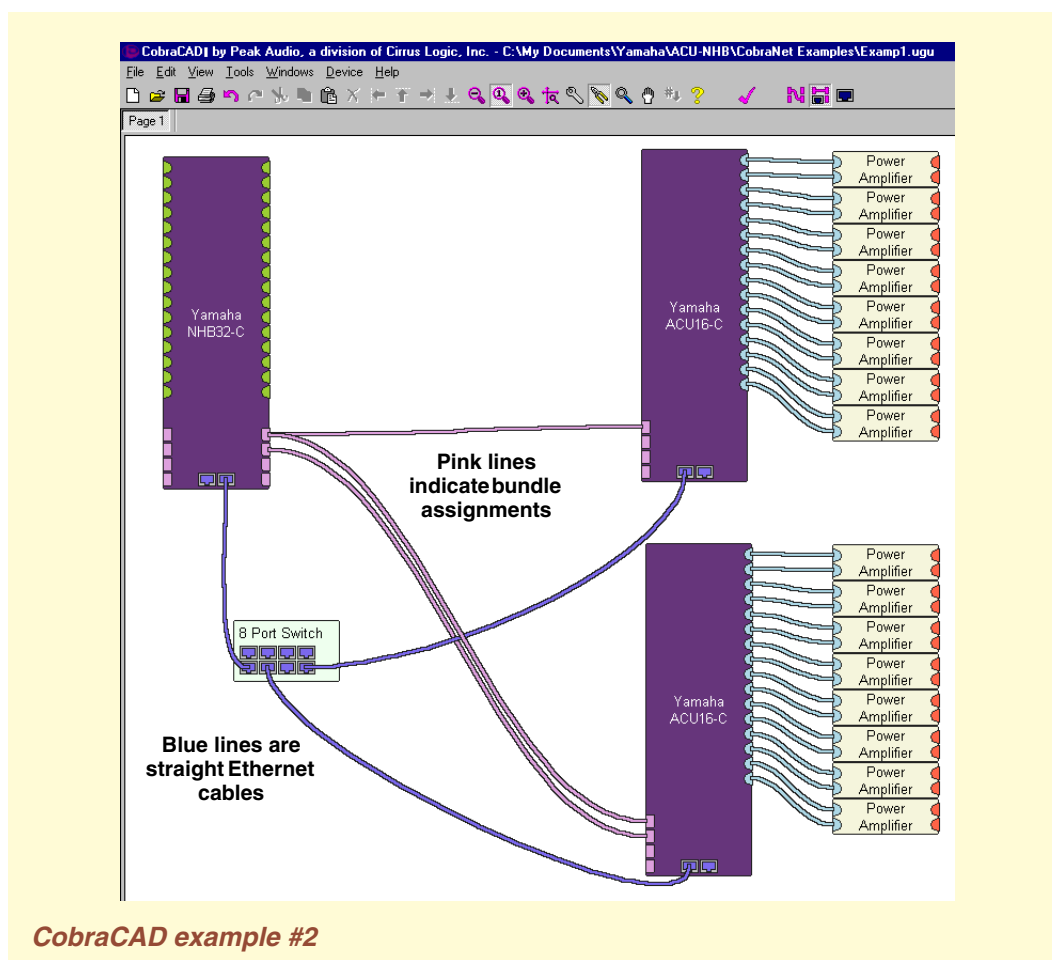 CobraCAD‖ by Peak Audio, a division of Cirrus Logic, Inc. - C:\My Documents\Yamaha\ACU-NHB\CobraNet Examples\Examp1.ugu
File Edit View Tools Windows Device Help
Page 1
Yamaha
NHB32-C
Yamaha
ACU16-C
Power
Amplifier
Power
Amplifier
Power
Amplifier
Power
Amplifier
Power
Amplifier
Power
Amplifier
Power
Amplifier
Power
Amplifier
Pink lines
indicate bundle
assignments
8 Port Switch
Blue lines are
straight Ethernet
cables
Yamaha
ACU16-C
Power
Amplifier
Power
Amplifier
Power
Amplifier
Power
Amplifier
Power
Amplifier
Power
Amplifier
Power
Amplifier
Power
Amplifier
CobraCAD example #2